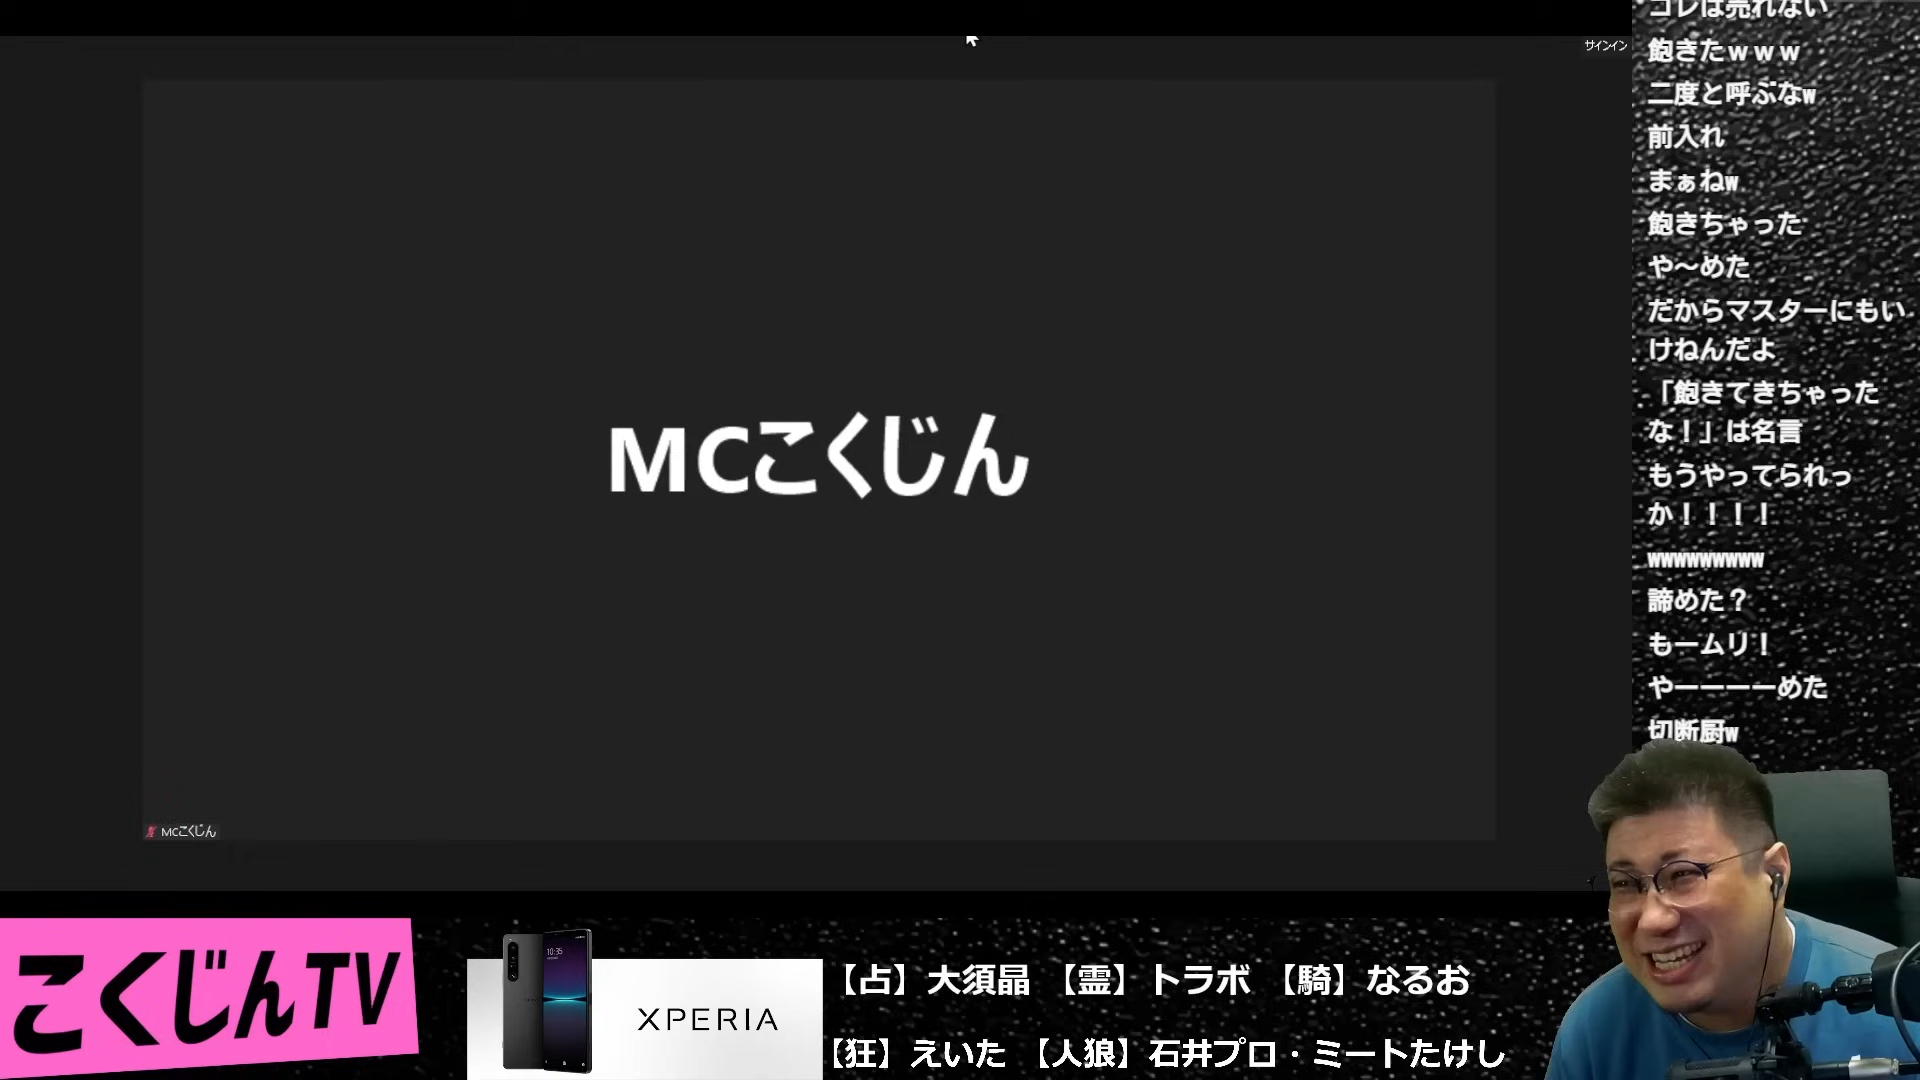 サインイン
MCこくじん
MCこくじん
コレは売れない
飽きたｗｗｗ
二度と呼ぶなw
前入れ
まぁねw
飽きちゃった
や～めた
だからマスターにもい
けねんだよ
「飽きてきちゃった
な！」は名言
もうやってられっ
か！！！！
wwwwwwwww
諦めた？
もームリ！
やーーーーめた
切断厨w
こくじんTV
10:35
XPERIA
【占】大須晶 【霊】トラボ 【騎】なるお
【狂】えいた 【人狼】石井プロ・ミートたけし